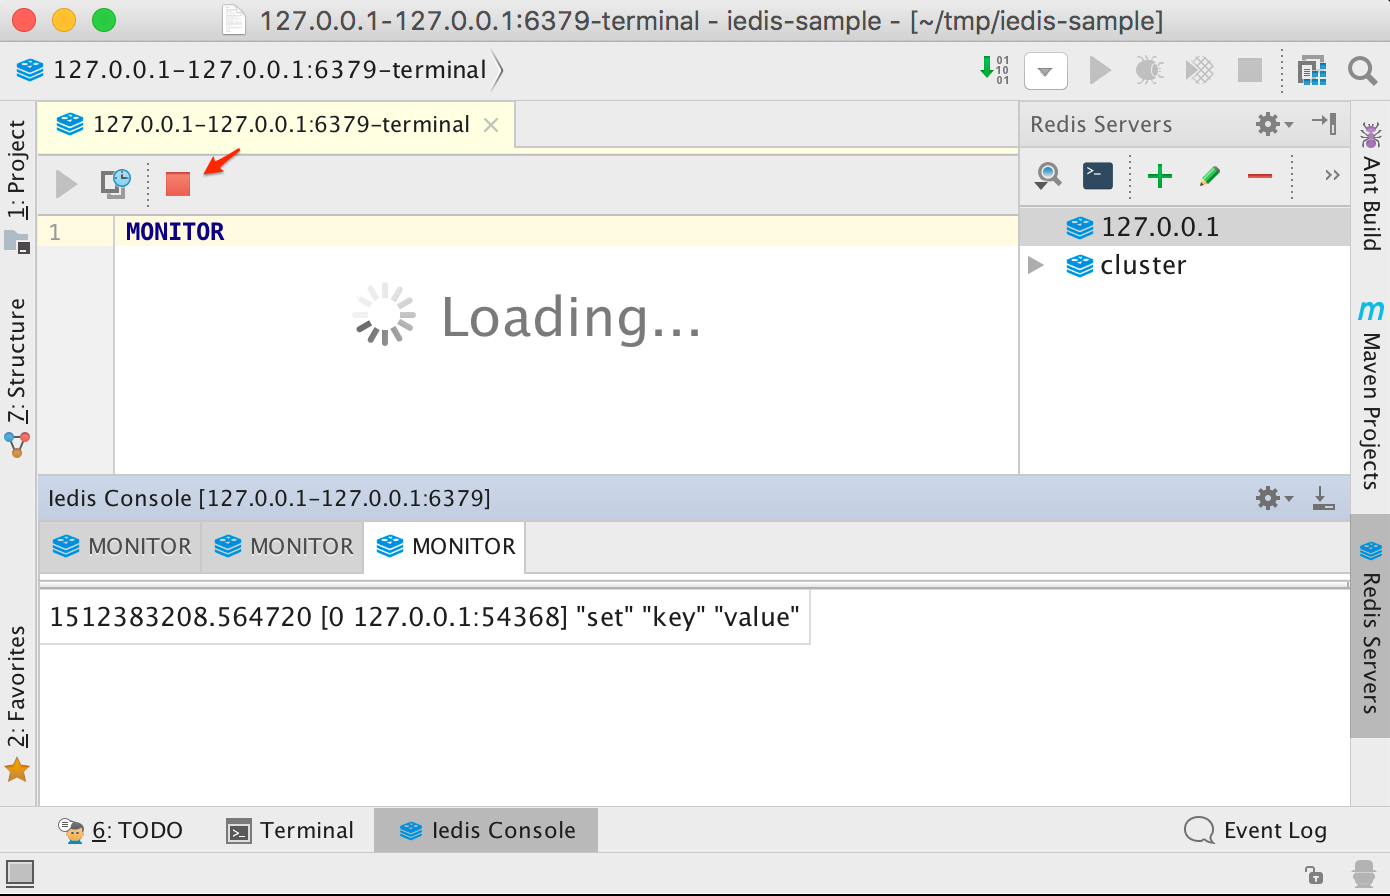 127.0.0.1-127.0.0.1:6379-terminal - iedis-sample - [~/tmp/iedis-sample]
127.0.0.1-127.0.0.1:6379-terminal
01
10
01
1: Project
7: Structure
2: Favorites
127.0.0.1-127.0.0.1:6379-terminal
1 MONITOR
Loading...
Redis Servers
>_
»
127.0.0.1
cluster
Ant Build
m
Maven Projects
Redis Servers
Iedis Console [127.0.0.1-127.0.0.1:6379]
MONITOR MONITOR MONITOR
1512383208.564720 [0 127.0.0.1:54368] "set" "key" "value"
6: TODO Terminal Iedis Console Event Log